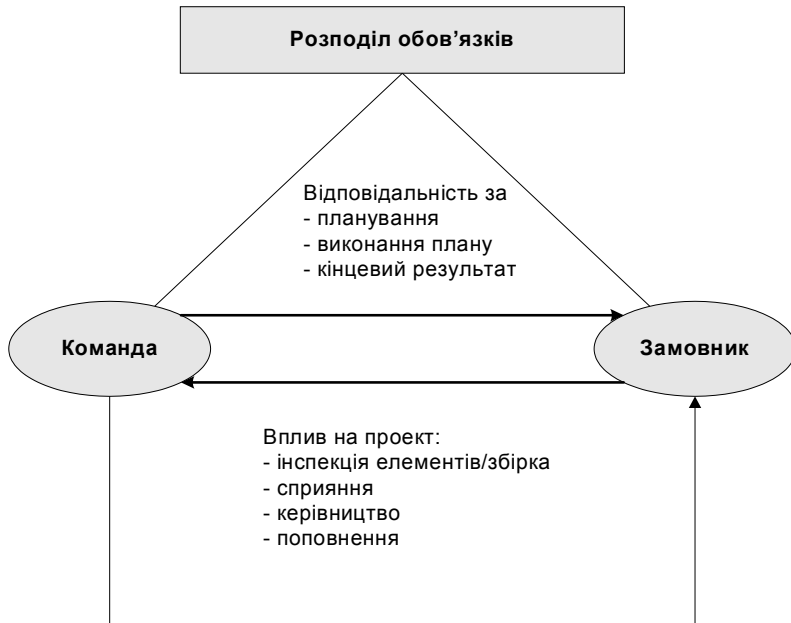 Розподіл обов'язків
Відповідальність за
- планування
- виконання плану
- кінцевий результат
Команда
Замовник
Вплив на проект:
- інспекція елементів/збірка
- сприяння
- керівництво
- поповнення